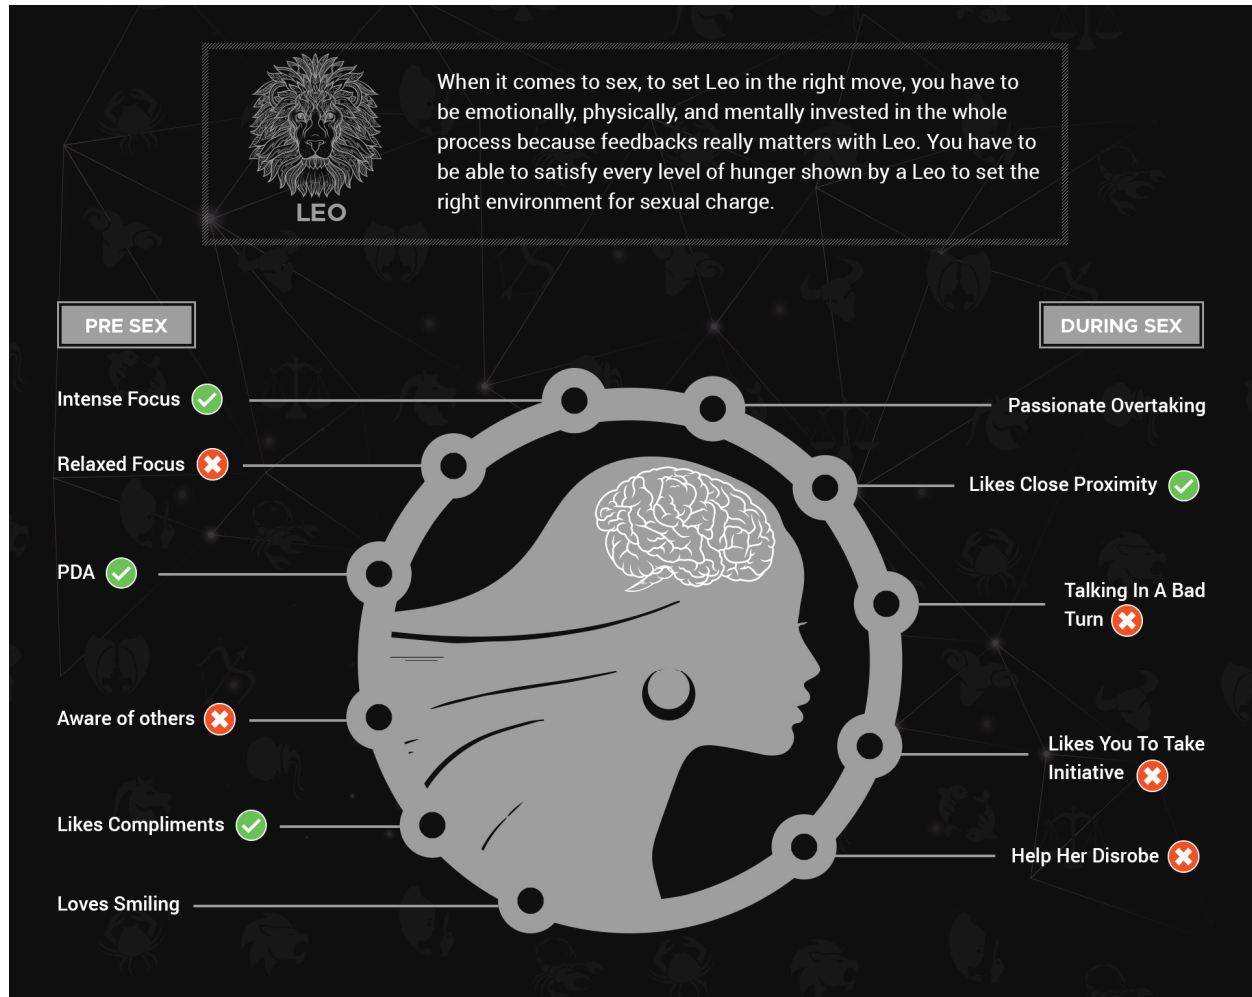 When it comes to sex, to set Leo in the right move, you have to
be emotionally, physically, and mentally invested in the whole
process because feedbacks really matters with Leo. You have to
be able to satisfy every level of hunger shown by a Leo to set the
right environment for sexual charge.
LEO
PRE SEX
Intense Focus
Relaxed Focus
PDA
Aware of others
Likes Compliments
Loves Smiling
DURING SEX
Passionate Overtaking
Likes Close Proximity
Talking In A Bad
Turn
Likes You To Take
Initiative
Help Her Disrobe